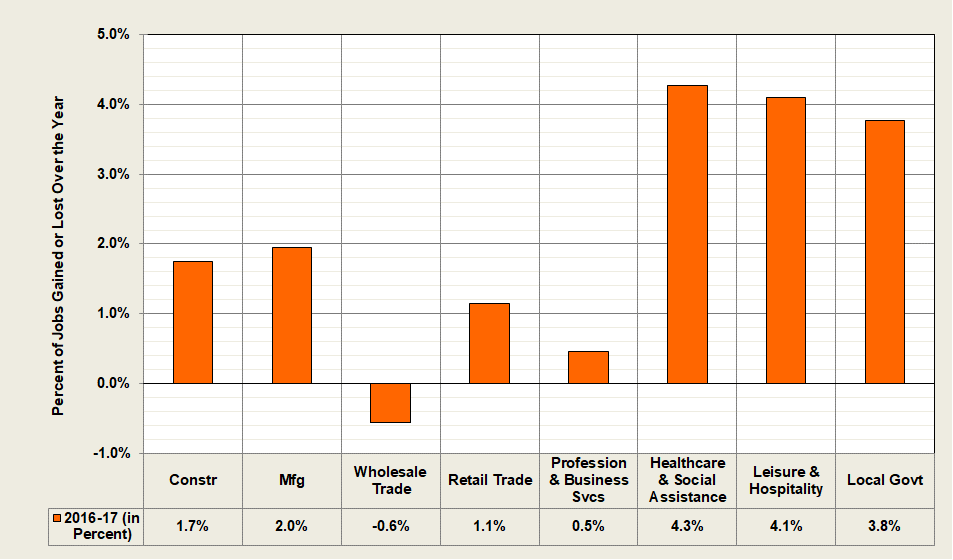 5.0%
4.0%
3.0%
2.0%
1.0%
0.0%
-1.0%
Percent of Jobs Gained or Lost Over the Year
Constr
Mfg
Wholesale
Trade
Retail Trade
Profession
& Business
Svcs
Healthcare
& Social
Assistance
Leisure &
Hospitality
Local Govt
2016-17 (in
Percent)
1.7%
2.0%
-0.6%
1.1%
0.5%
4.3%
4.1%
3.8%